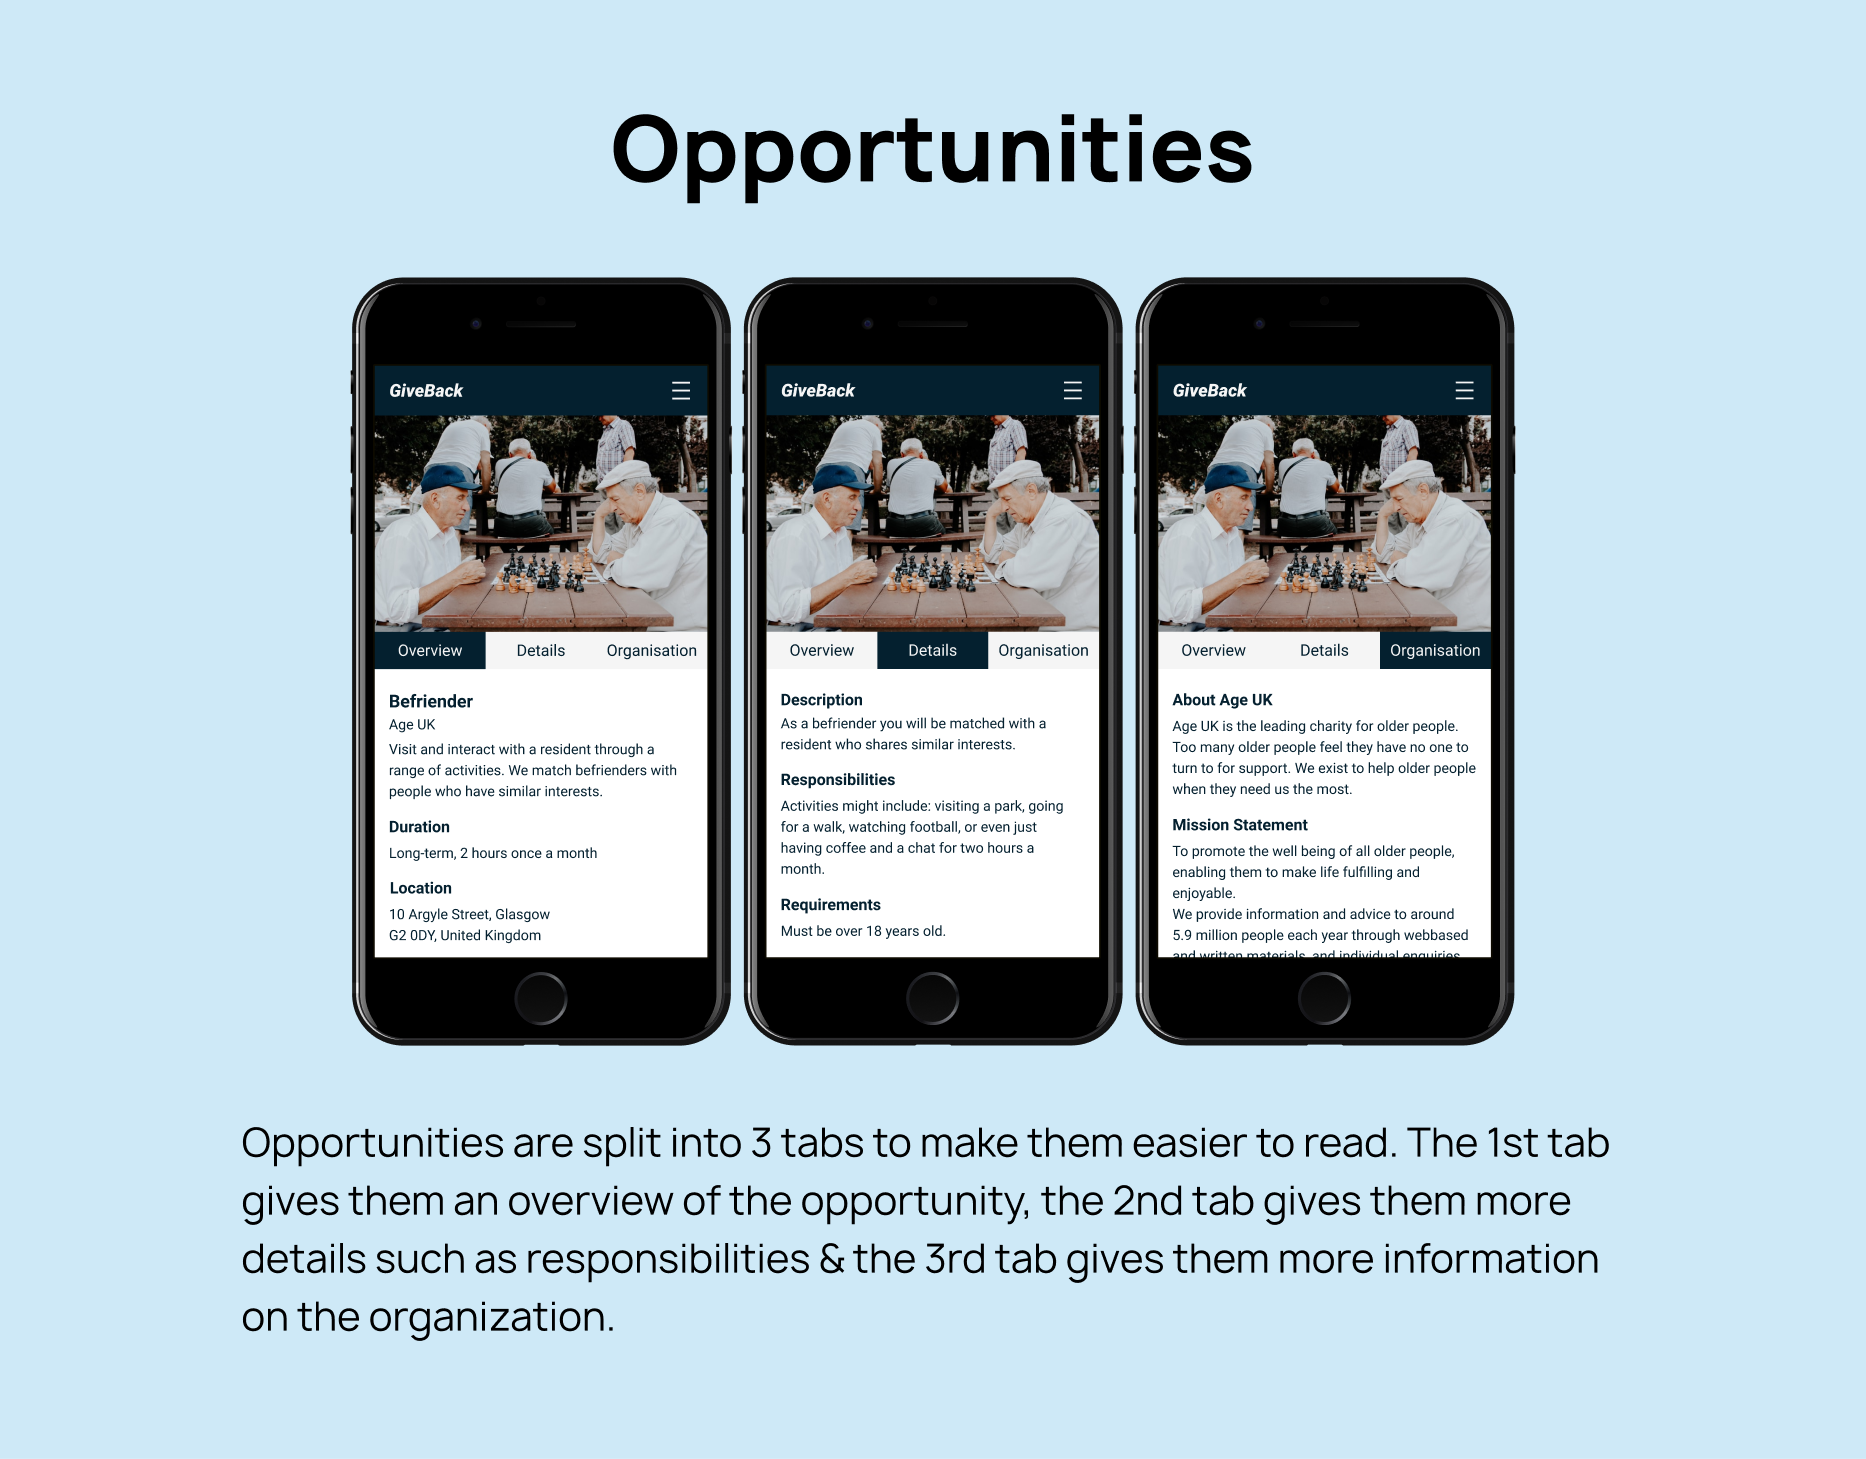 Opportunities
GiveBack
Overview Details Organisation
Befriender
Age UK
Visit and interact with a resident through a
range of activities. We match befrienders with
people who have similar interests.
Duration
Long-term, 2 hours once a month
Location
10 Argyle Street, Glasgow
G2 0DY, United Kingdom
GiveBack
Overview Details Organisation
Description
As a befriender you will be matched with a
resident who shares similar interests.
Responsibilities
Activities might include: visiting a park, going
for a walk, watching football, or even just
having coffee and a chat for two hours a
month.
Requirements
Must be over 18 years old.
GiveBack
Overview Details Organisation
About Age UK
Age UK is the leading charity for older people.
Too many older people feel they have no one to
turn to for support. We exist to help older people
when they need us the most.
Mission Statement
To promote the well being of all older people,
enabling them to make life fulfilling and
enjoyable.
We provide information and advice to around
5.9 million people each year through webbased
and written materials, and individual enquiries
Opportunities are split into 3 tabs to make them easier to read. The 1st tab
gives them an overview of the opportunity, the 2nd tab gives them more
details such as responsibilities & the 3rd tab gives them more information
on the organization.